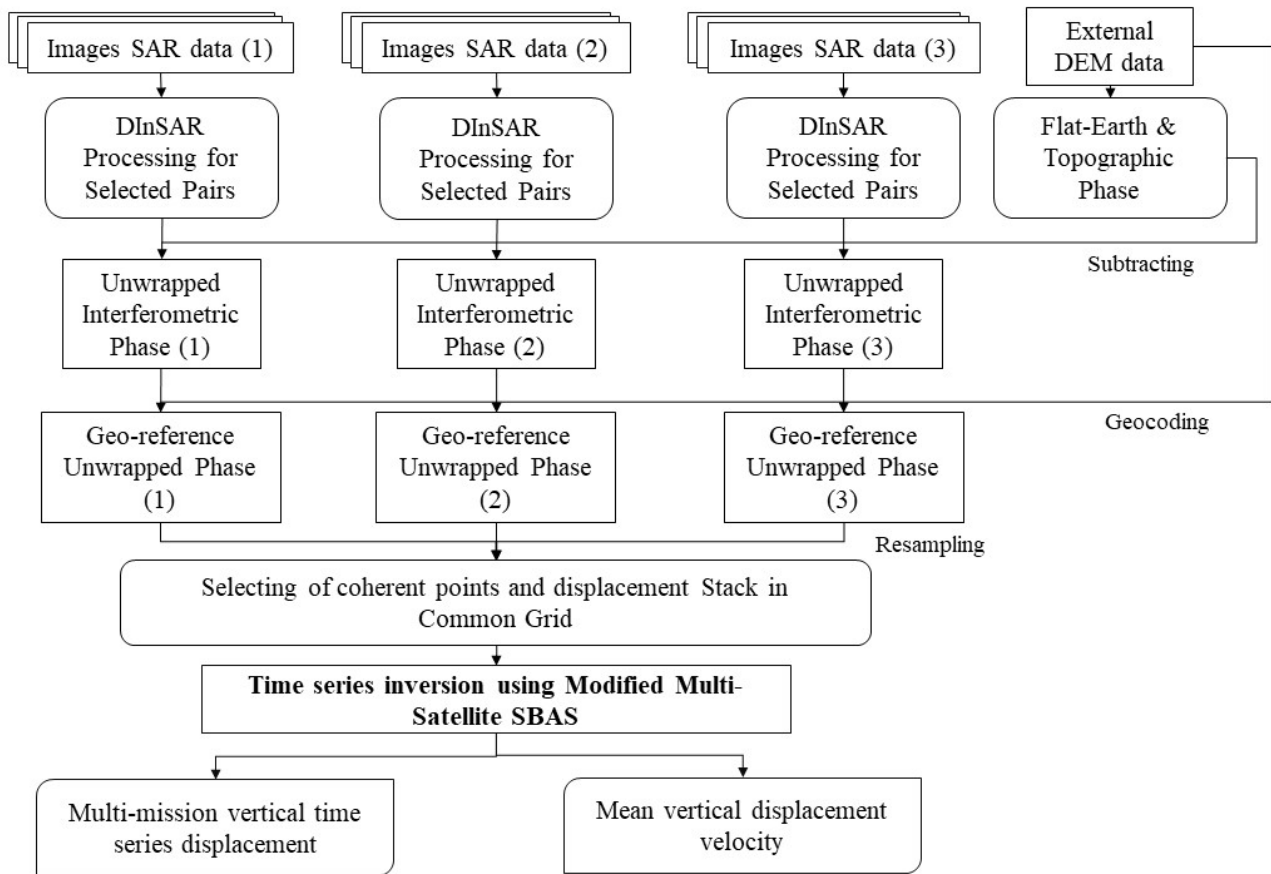 Images SAR data (1)
Images SAR data (2)
Images SAR data (3)
External
DEM data
DInSAR
Processing for
Selected Pairs
DInSAR
Processing for
Selected Pairs
DInSAR
Processing for
Selected Pairs
Flat-Earth &
Topographic
Phase
Subtracting
Unwrapped
Interferometric
Phase (1)
Unwrapped
Interferometric
Phase (2)
Unwrapped
Interferometric
Phase (3)
Geocoding
Geo-reference
Unwrapped Phase
(1)
Geo-reference
Unwrapped Phase
(2)
Geo-reference
Unwrapped Phase
(3)
Resampling
Selecting of coherent points and displacement Stack in
Common Grid
Time series inversion using Modified Multi-
Satellite SBAS
Multi-mission vertical time
series displacement
Mean vertical displacement
velocity